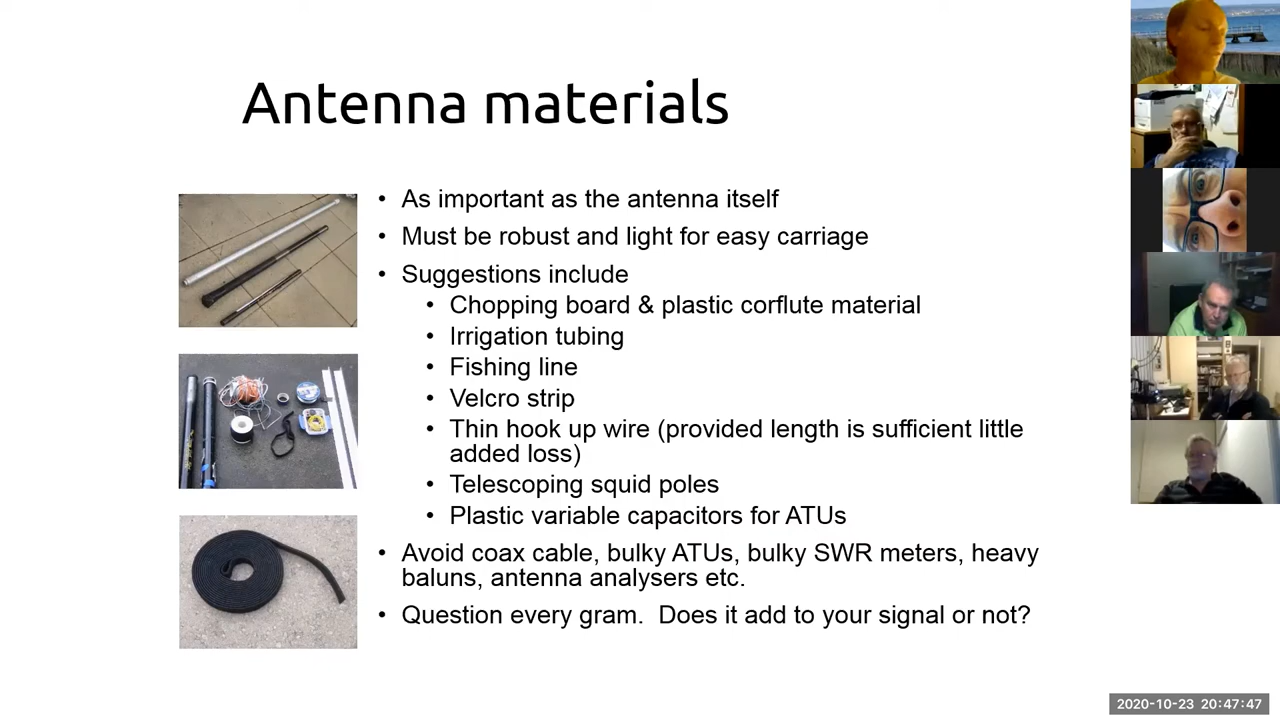 Antenna materials
• As important as the antenna itself
• Must be robust and light for easy carriage
• Suggestions include
• Chopping board & plastic corflute material
• Irrigation tubing
• Fishing line
• Velcro strip
• Thin hook up wire (provided length is sufficient little
added loss)
• Telescoping squid poles
• Plastic variable capacitors for ATUs
• Avoid coax cable, bulky ATUs, bulky SWR meters, heavy
baluns, antenna analysers etc.
• Question every gram.  Does it add to your signal or not?
2020-10-23 20:47:47